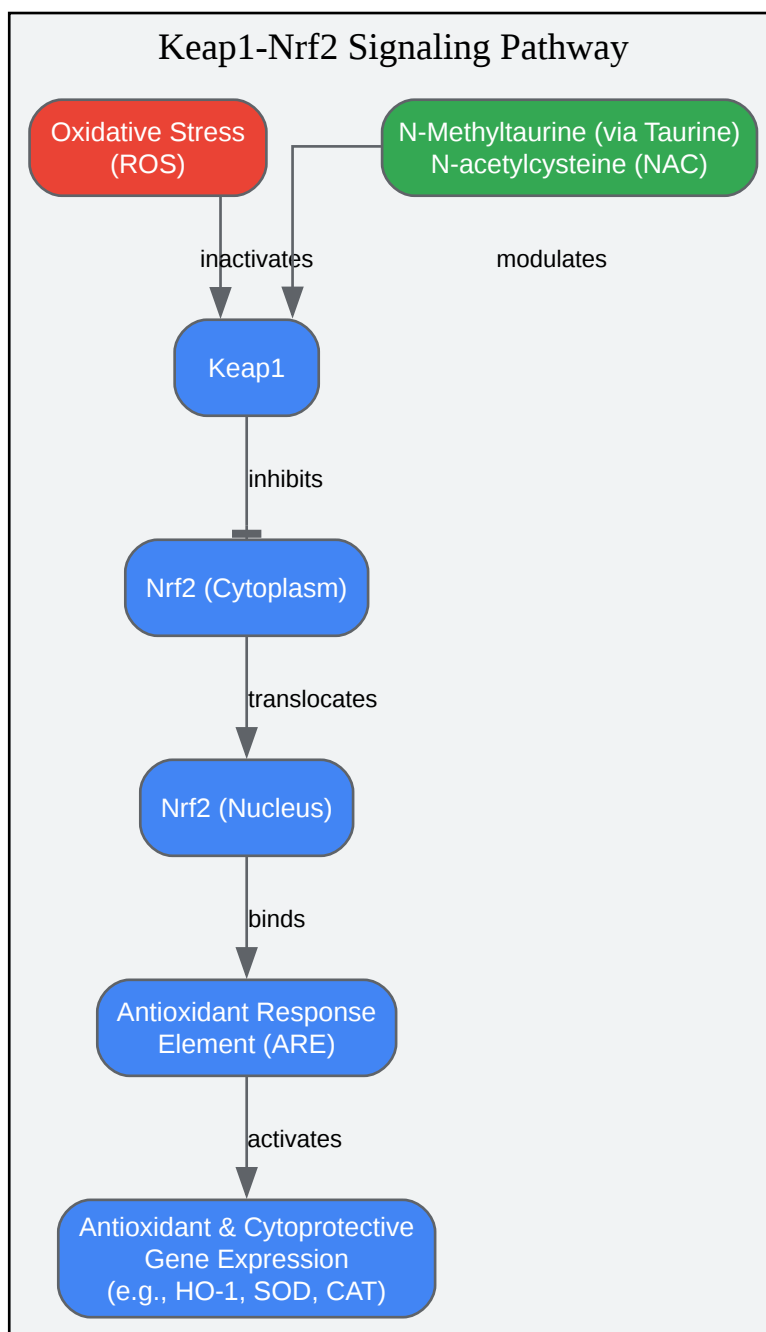 Keap1-Nrf2 Signaling Pathway
Oxidative Stress
(ROS)
N-Methyltaurine (via Taurine)
N-acetylcysteine (NAC)
inactivates
modulates
Keap1
inhibits
Nrf2 (Cytoplasm)
translocates
Nrf2 (Nucleus)
binds
Antioxidant Response
Element (ARE)
activates
Antioxidant & Cytoprotective
Gene Expression
(e.g., HO-1, SOD, CAT)